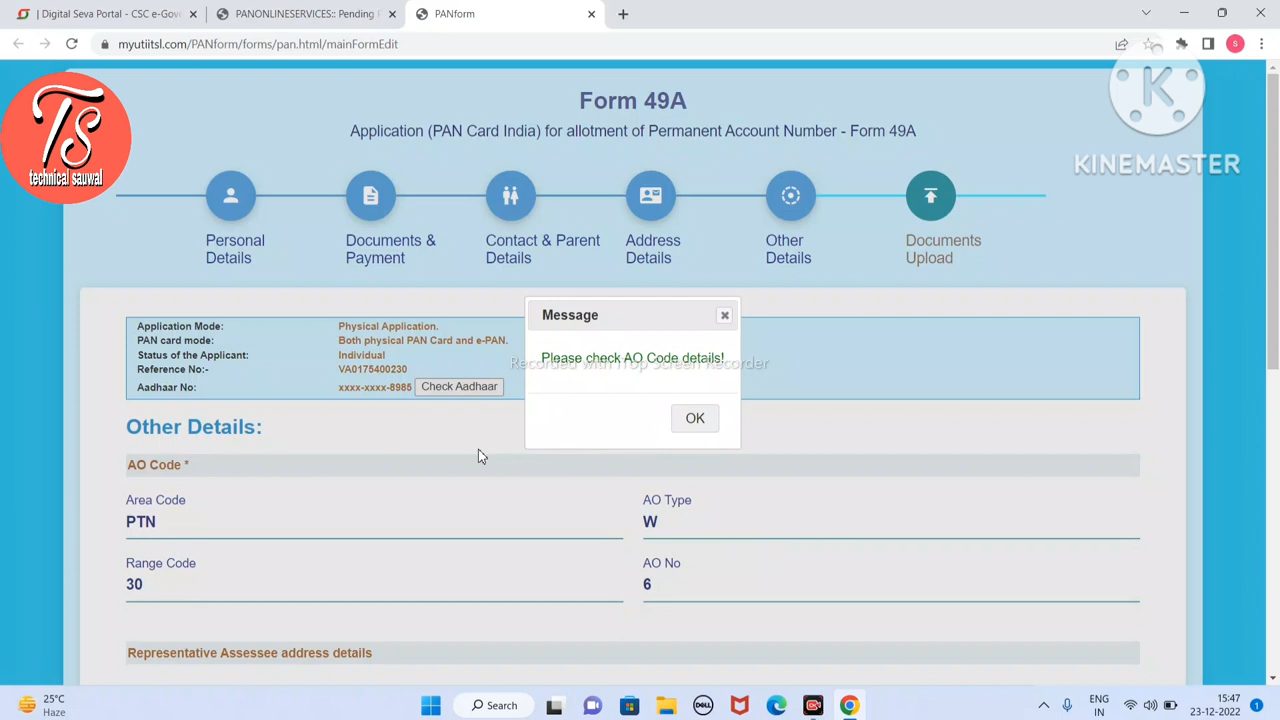 | Digital Seva Portal - CSC e-Gove
PANONLINESERVICES:: Pending P
PANform
myutiitsl.com/PANform/forms/pan.html/mainFormEdit
S
TS
technical sauwal
K
KINEMASTER
Form 49A
Application (PAN Card India) for allotment of Permanent Account Number - Form 49A
Personal Details
Documents & Payment
Contact & Parent Details
Address Details
Other Details
Documents Upload
Application Mode: Physical Application.
PAN card mode: Both physical PAN Card and e-PAN.
Status of the Applicant: Individual
Reference No:- VA0175400230
Aadhaar No: xxxx-xxxx-8985 Check Aadhaar
Message
Please check AO Code details!
Recorded with iTop Screen Recorder
OK
Other Details:
AO Code *
Area Code
PTN
AO Type
W
Range Code
30
AO No
6
Representative Assessee address details
25°C
Haze
Search
DELL
ENG
IN
15:47
23-12-2022
1